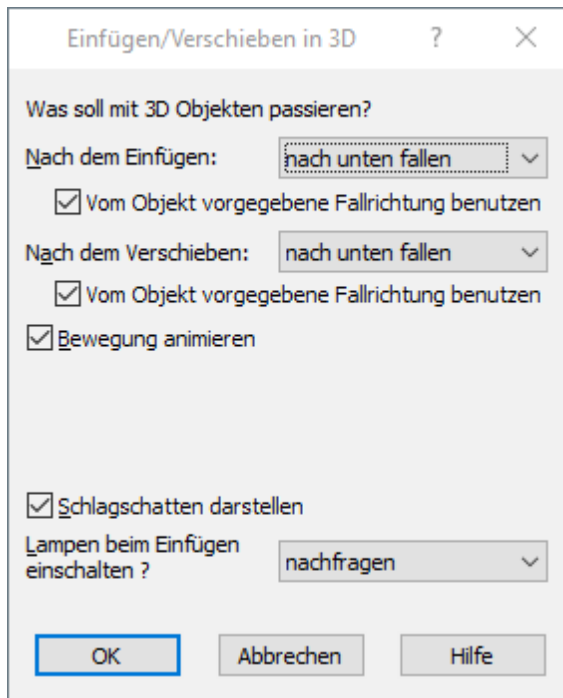 Einfügen/Verschieben in 3D
Was soll mit 3D Objekten passieren?
Nach dem Einfügen: nach unten fallen
Vom Objekt vorgegebene Fallrichtung benutzen
Nach dem Verschieben: nach unten fallen
Vom Objekt vorgegebene Fallrichtung benutzen
Bewegung animieren
Schlagschatten darstellen
Lampen beim Einfügen
einschalten ? nachfragen
OK Abbrechen Hilfe